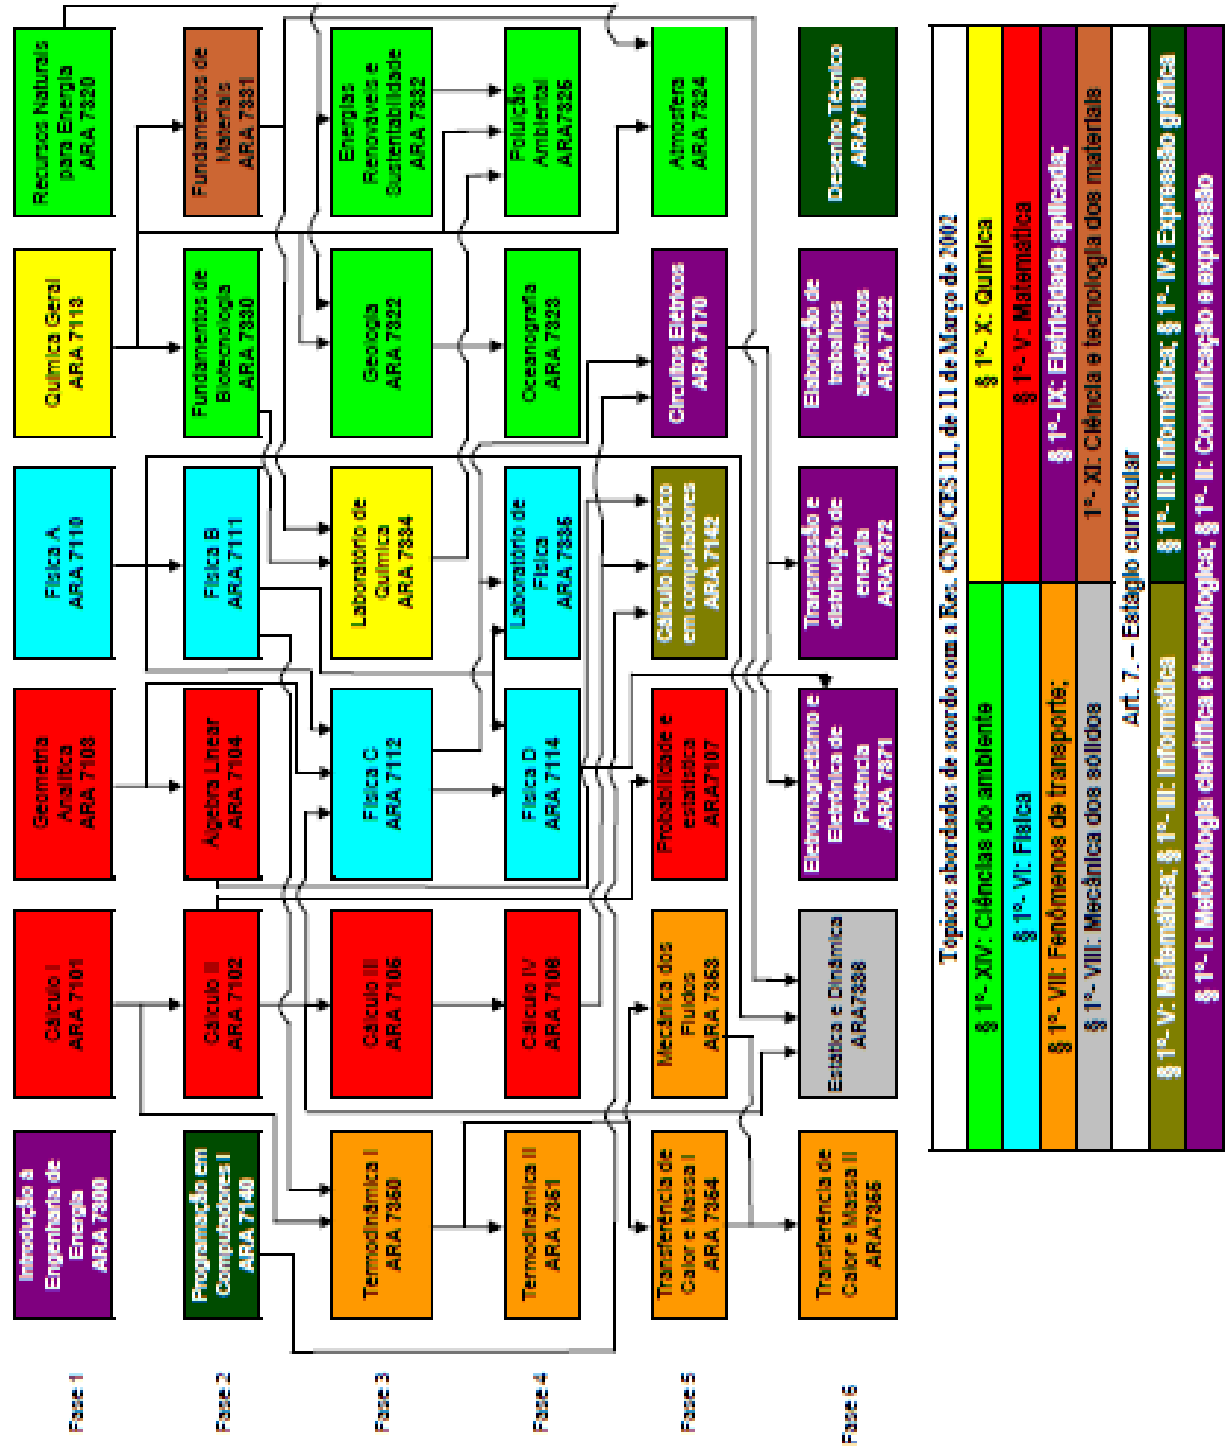 Fase 1
Introdução à
Engenharia de
Energia
ARA 7300
Cálculo I
ARA 7101
Geometria
Analítica
ARA 7103
Física A
ARA 7110
Química Geral
ARA 7113
Recursos Naturais
para Energia
ARA 7320
Fase 2
Programação em
Computadores I
ARA 7140
Cálculo II
ARA 7102
Álgebra Linear
ARA 7104
Física B
ARA 7111
Fundamentos de
Biotecnologia
ARA 7330
Fundamentos de
Materiais
ARA 7331
Fase 3
Termodinâmica I
ARA 7360
Cálculo III
ARA 7105
Física C
ARA 7112
Laboratório de
Química
ARA 7334
Geologia
ARA 7322
Energias
Renováveis e
Sustentabilidade
ARA 7332
Fase 4
Termodinâmica II
ARA 7361
Cálculo IV
ARA 7106
Física D
ARA 7114
Laboratório de
Física
ARA 7335
Oceanografia
ARA 7323
Poluição
Ambiental
ARA7325
Fase 5
Transferência de
Calor e Massa I
ARA 7364
Mecânica dos
Fluidos
ARA 7363
Probabilidade e
estatística
ARA7107
Cálculo Numérico
em computadores
ARA 7142
Circuitos Elétricos
ARA 7170
Atmosfera
ARA 7324
Fase 6
Transferência de
Calor e Massa II
ARA7365
Estática e Dinâmica
ARA7338
Eletromagnetismo e
Eletrônica de
Potência
ARA 7371
Transmissão e
distribuição de
energia
ARA7372
Elaboração de
trabalhos
acadêmicos
ARA 7122
Desenho Técnico
ARA7180
Tópicos abordados de acordo com a Res. CNE/CES 11, de 11 de Março de 2002
§ 1º- XIV: Ciências do ambiente
§ 1º- X: Química
§ 1º- VI: Física
§ 1º- V: Matemática
§ 1º- VII: Fenômenos de transporte;
§ 1º- IX: Eletricidade aplicada;
§ 1º- VIII: Mecânica dos sólidos
1º- XI: Ciência e tecnologia dos materiais
Art. 7.– Estágio curricular
§ 1º- V: Matemática; § 1º- III: Informática
§ 1º- III: Informática; § 1º- IV: Expressão gráfica
§ 1º- I: Metodologia científica e tecnológica; § 1º- II: Comunicação e expressão